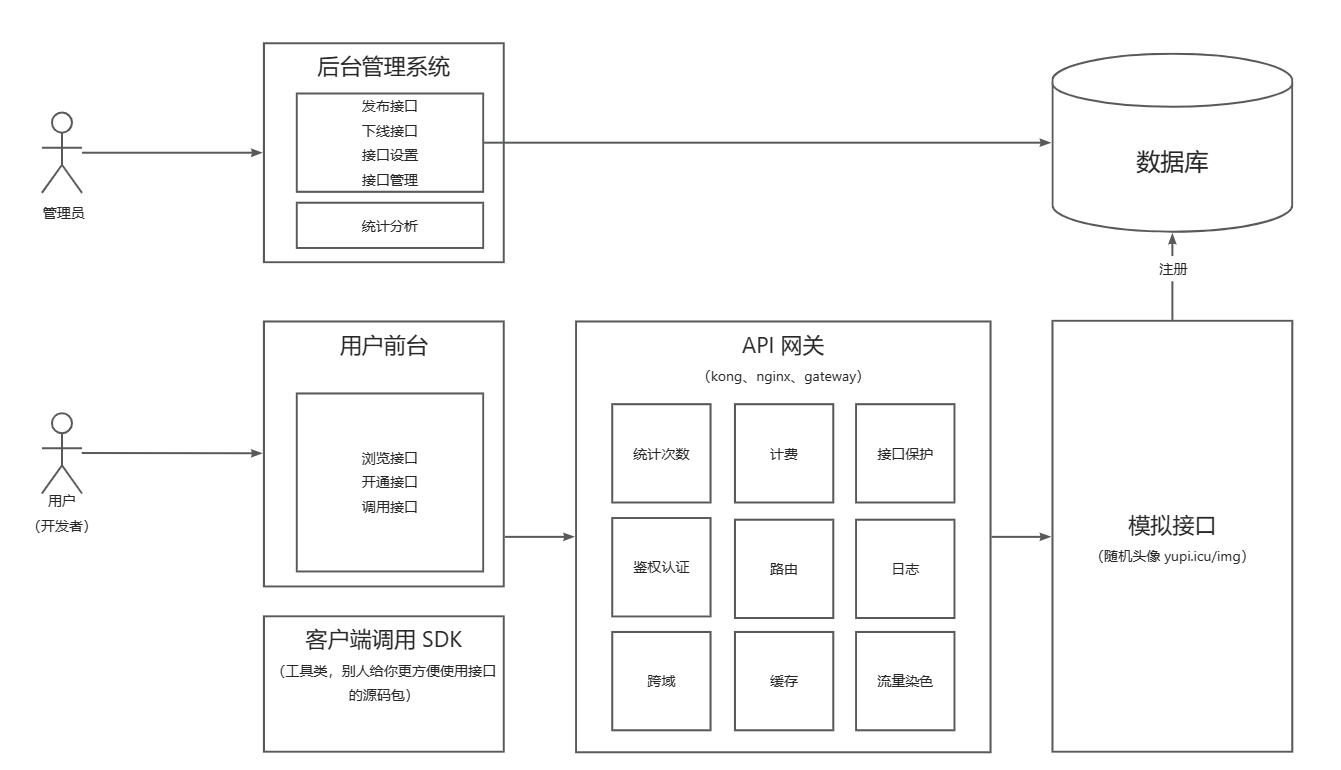 后台管理系统
发布接口
下线接口
接口设置
接口管理
统计分析
管理员
数据库
注册
用户前台
浏览接口
开通接口
调用接口
用户
（开发者）
API 网关
（kong、nginx、gateway）
统计次数
计费
接口保护
鉴权认证
路由
日志
跨域
缓存
流量染色
模拟接口
（随机头像 yupi.icu/img）
客户端调用 SDK
（工具类，别人给你更方便使用接口
的源码包）